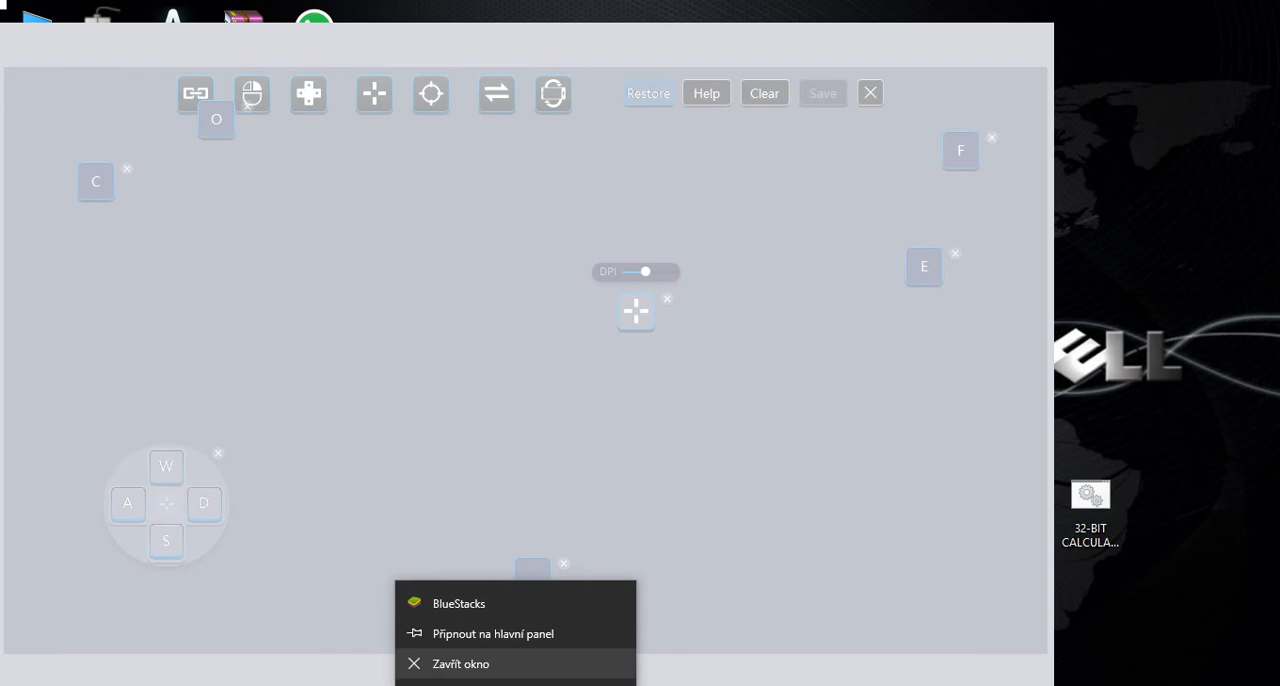 Restore Help Clear Save
O
C
F
E
DPI
W
A D
S
ELL
32-BIT
CALCULA...
BlueStacks
Připnout na hlavní panel
Zavřít okno